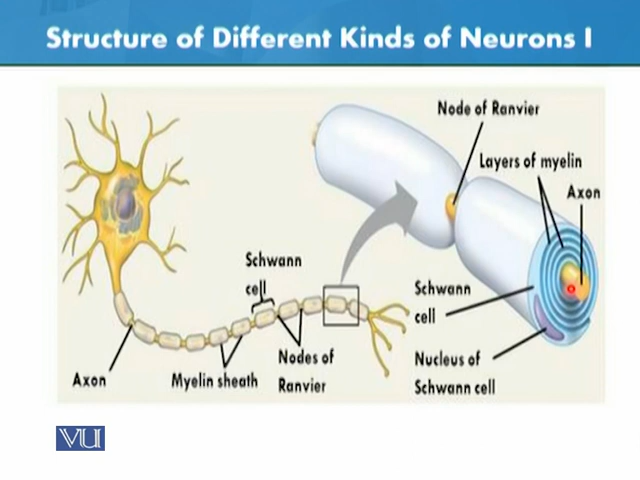 Structure of Different Kinds of Neurons I
Node of Ranvier
Layers of myelin
Axon
Schwann
cell
Schwann
cell
Nucleus of
Schwann cell
Axon
Myelin sheath
Nodes of
Ranvier
VU